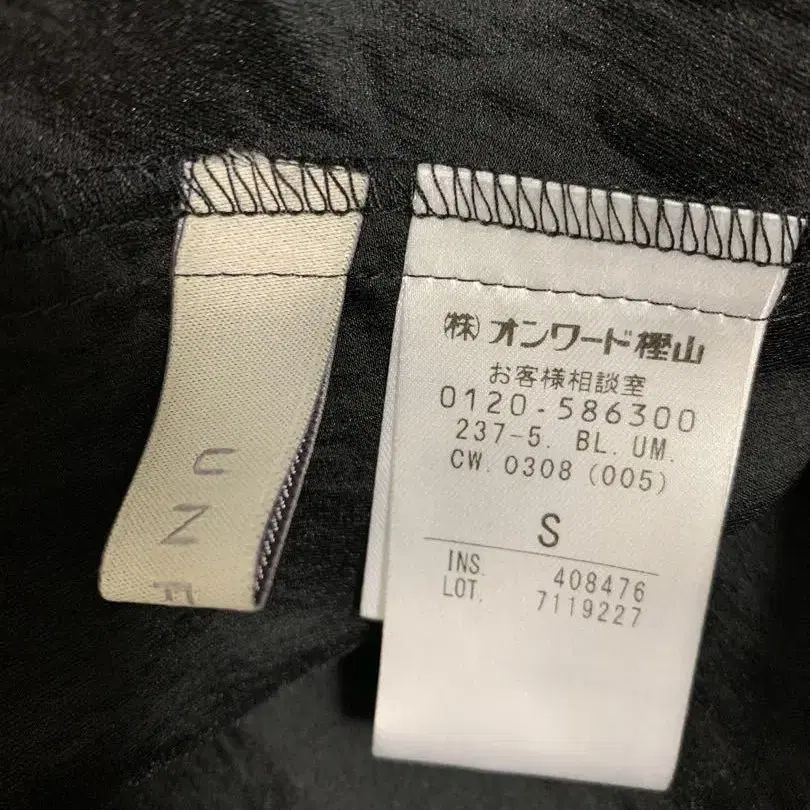 ㈱オンワード樫山
お客様相談室
0120-586300
237-5. BL. UM.
CW. 0308 (005)
S
INS. 408476
LOT. 7119227
U
N